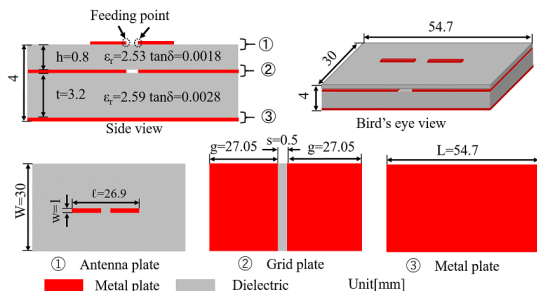 Feeding point
①
h=0.8 εr=2.53 tanδ=0.0018
②
4
t=3.2 εr=2.59 tanδ=0.0028
③
Side view
54.7
30
4
Bird's eye view
W=30
w=1
ℓ=26.9
① Antenna plate
s=0.5
g=27.05 g=27.05
② Grid plate
L=54.7
③ Metal plate
Metal plate Dielectric Unit[mm]